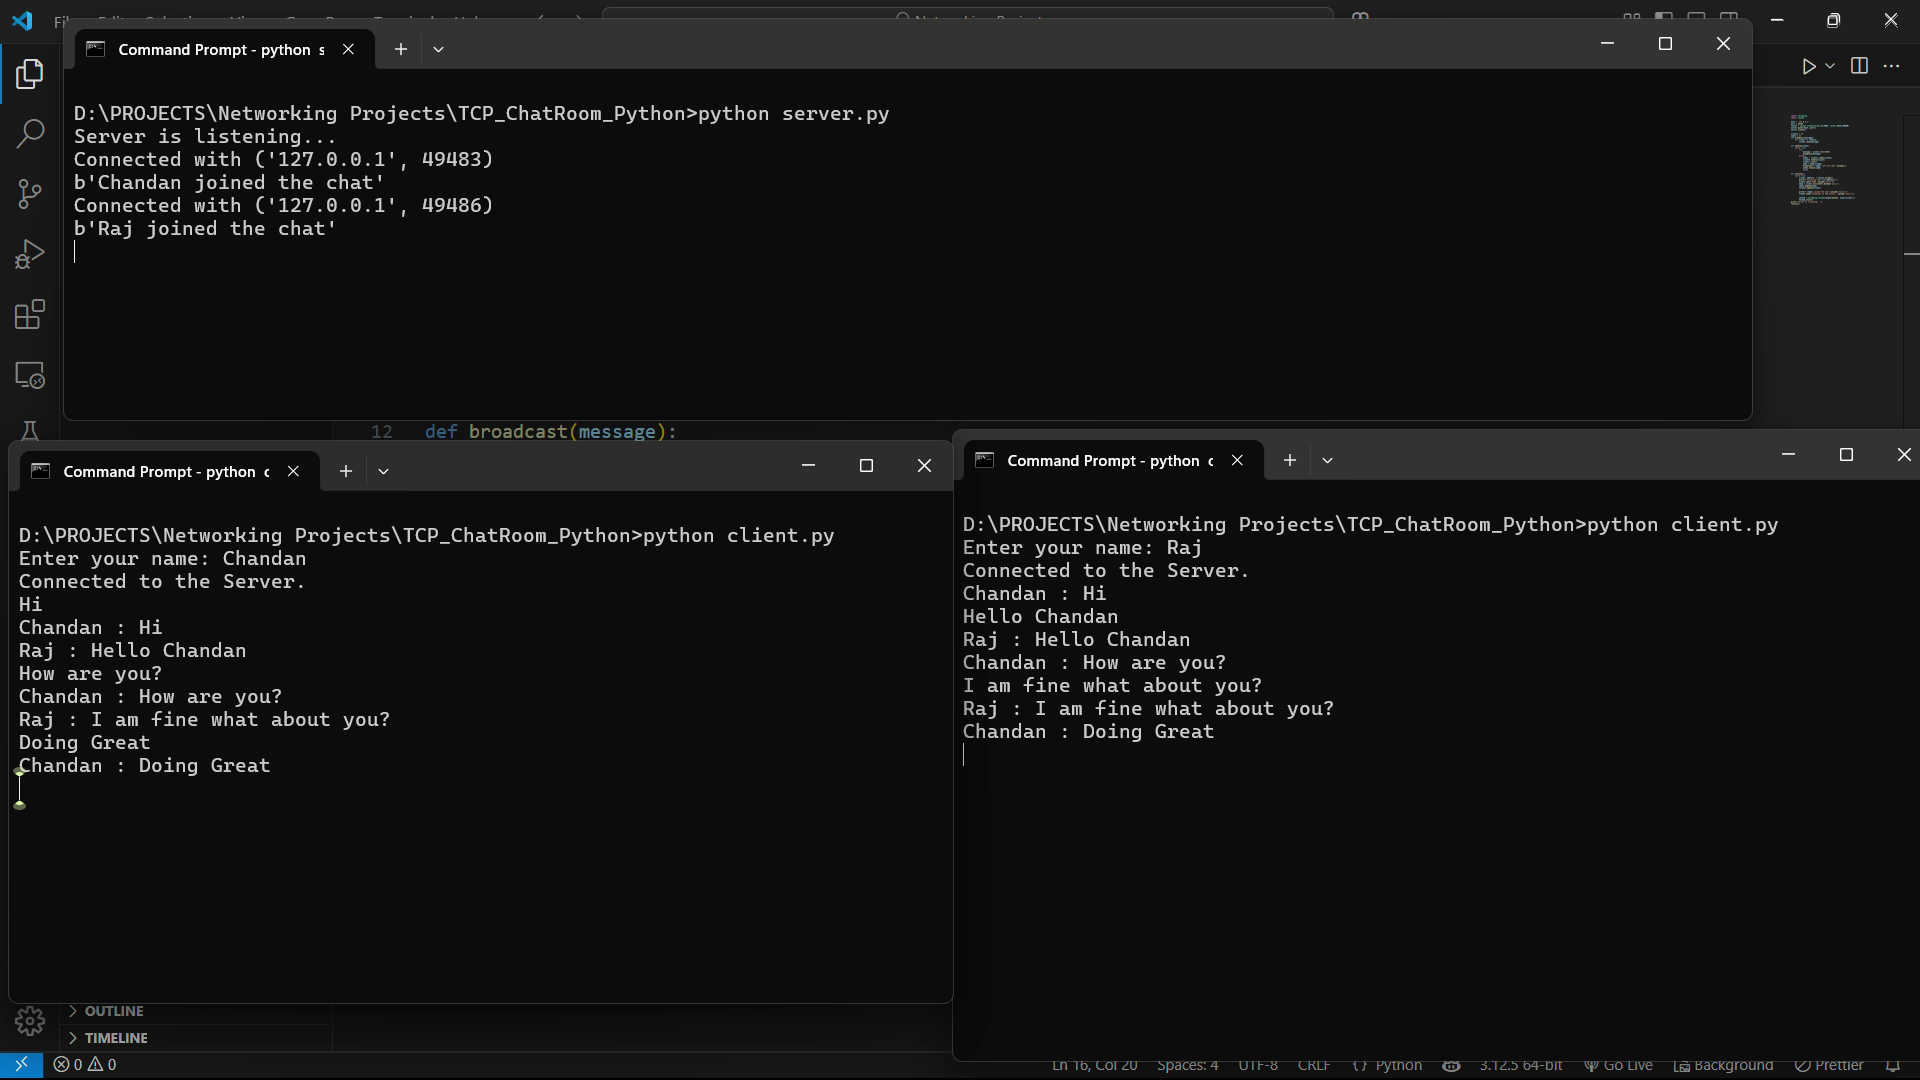 Command Prompt - python s
D:\PROJECTS\Networking Projects\TCP_ChatRoom_Python>python server.py
Server is listening...
Connected with ('127.0.0.1', 49483)
b'Chandan joined the chat'
Connected with ('127.0.0.1', 49486)
b'Raj joined the chat'
12 def broadcast(message):
Command Prompt - python c
D:\PROJECTS\Networking Projects\TCP_ChatRoom_Python>python client.py
Enter your name: Chandan
Connected to the Server.
Hi
Chandan : Hi
Raj : Hello Chandan
How are you?
Chandan : How are you?
Raj : I am fine what about you?
Doing Great
Chandan : Doing Great
Command Prompt - python c
D:\PROJECTS\Networking Projects\TCP_ChatRoom_Python>python client.py
Enter your name: Raj
Connected to the Server.
Chandan : Hi
Hello Chandan
Raj : Hello Chandan
Chandan : How are you?
I am fine what about you?
Raj : I am fine what about you?
Chandan : Doing Great
OUTLINE
TIMELINE
0 0 Ln 16, Col 20 Spaces: 4 UTF-8 CRLF {} Python 3.12.5 64-bit Go Live Background Prettier